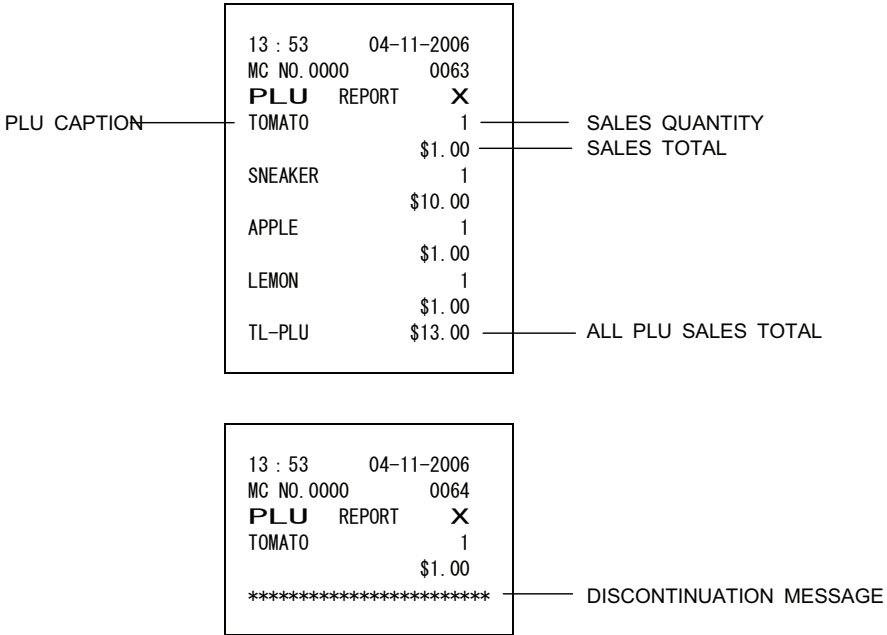 13 : 53 04-11-2006
MC NO.0000 0063
PLU REPORT X
PLU CAPTION TOMATO 1 SALES QUANTITY
$1.00 SALES TOTAL
SNEAKER 1
$10.00
APPLE 1
$1.00
LEMON 1
$1.00
TL-PLU $13.00 ALL PLU SALES TOTAL
13 : 53 04-11-2006
MC NO.0000 0064
PLU REPORT X
TOMATO 1
$1.00
************************ DISCONTINUATION MESSAGE